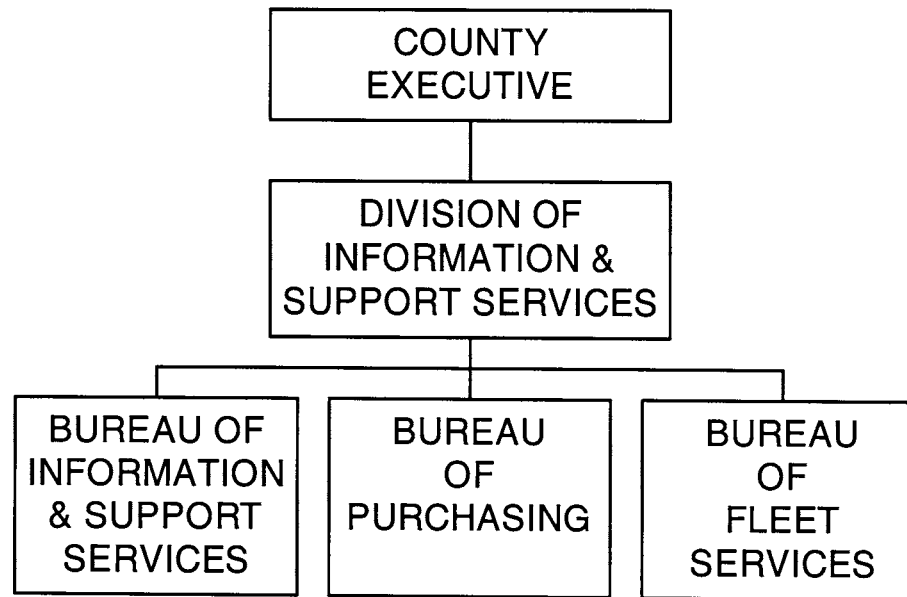 COUNTY
EXECUTIVE
DIVISION OF
INFORMATION &
SUPPORT SERVICES
BUREAU OF
INFORMATION
& SUPPORT
SERVICES
BUREAU
OF
PURCHASING
BUREAU
OF
FLEET
SERVICES